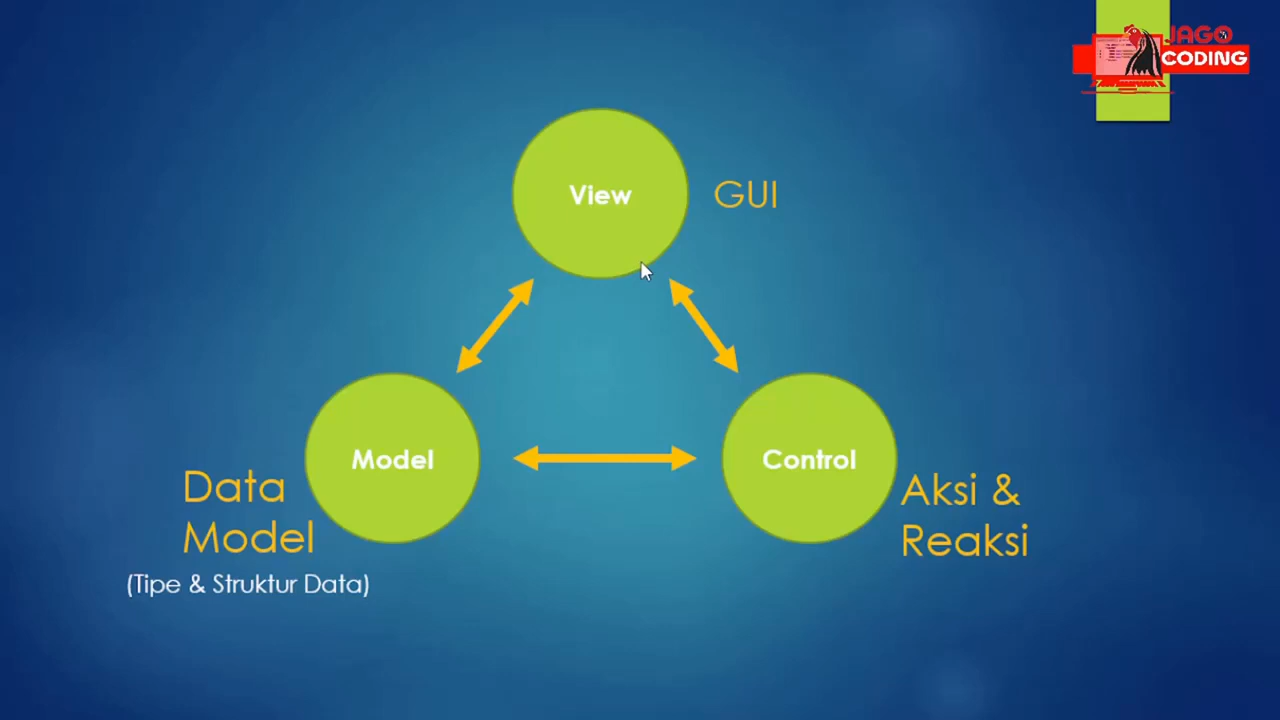 JAGO
CODING
View
GUI
Model
Control
Data
Model
(Tipe & Struktur Data)
Aksi &
Reaksi